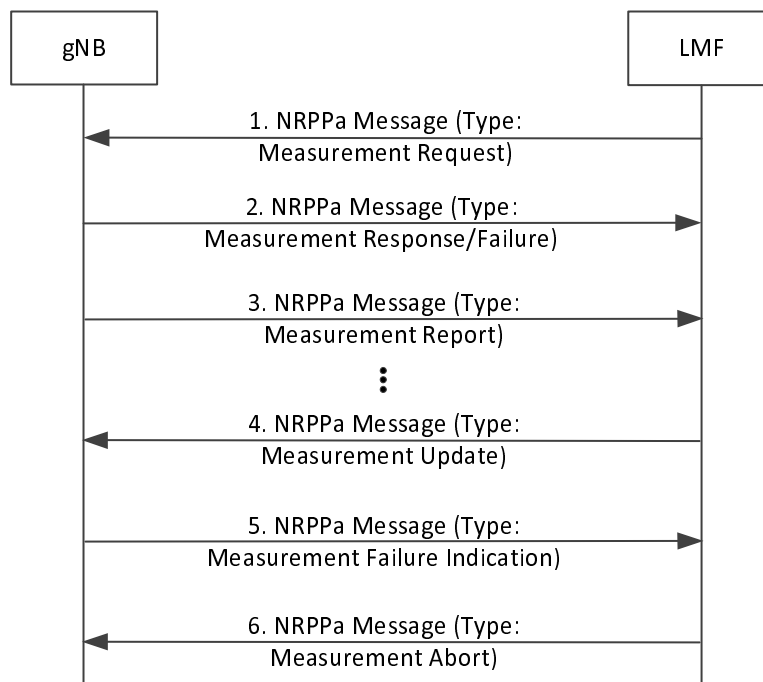 gNB
LMF
1. NRPPa Message (Type:
Measurement Request)
2. NRPPa Message (Type:
Measurement Response/Failure)
3. NRPPa Message (Type:
Measurement Report)
4. NRPPa Message (Type:
Measurement Update)
5. NRPPa Message (Type:
Measurement Failure Indication)
6. NRPPa Message (Type:
Measurement Abort)